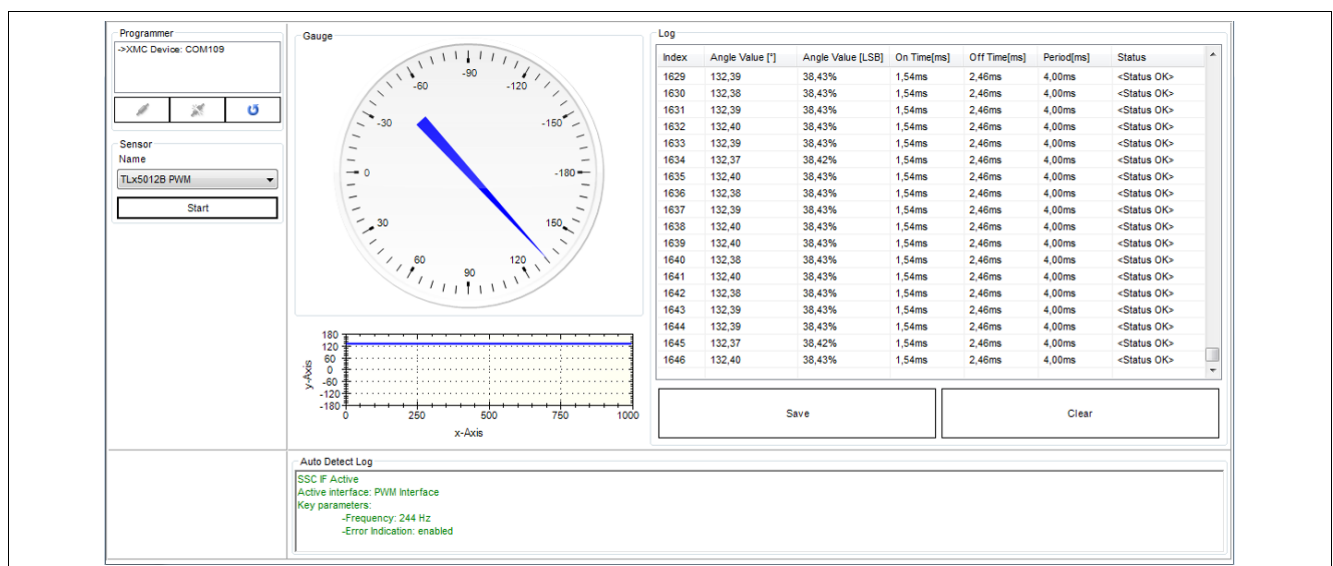 Programmer
->XMC Device: COM109
Sensor
Name
TLx5012B PWM
Start
Gauge
-90
-60 -120
-30 -150
0 -180
30 150
60 120
90
180
120
60
0
-60
-120
-180
0 250 500 750 1000
y-Axis
x-Axis
Log
Index Angle Value [°] Angle Value [LSB] On Time[ms] Off Time[ms] Period[ms] Status
1629 132,39 38,43% 1,54ms 2,46ms 4,00ms <Status OK>
1630 132,38 38,43% 1,54ms 2,46ms 4,00ms <Status OK>
1631 132,39 38,43% 1,54ms 2,46ms 4,00ms <Status OK>
1632 132,40 38,43% 1,54ms 2,46ms 4,00ms <Status OK>
1633 132,39 38,43% 1,54ms 2,46ms 4,00ms <Status OK>
1634 132,37 38,42% 1,54ms 2,46ms 4,00ms <Status OK>
1635 132,40 38,43% 1,54ms 2,46ms 4,00ms <Status OK>
1636 132,38 38,43% 1,54ms 2,46ms 4,00ms <Status OK>
1637 132,39 38,43% 1,54ms 2,46ms 4,00ms <Status OK>
1638 132,40 38,43% 1,54ms 2,46ms 4,00ms <Status OK>
1639 132,40 38,43% 1,54ms 2,46ms 4,00ms <Status OK>
1640 132,38 38,43% 1,54ms 2,46ms 4,00ms <Status OK>
1641 132,40 38,43% 1,54ms 2,46ms 4,00ms <Status OK>
1642 132,38 38,43% 1,54ms 2,46ms 4,00ms <Status OK>
1643 132,39 38,43% 1,54ms 2,46ms 4,00ms <Status OK>
1644 132,39 38,43% 1,54ms 2,46ms 4,00ms <Status OK>
1645 132,37 38,42% 1,54ms 2,46ms 4,00ms <Status OK>
1646 132,40 38,43% 1,54ms 2,46ms 4,00ms <Status OK>
Save Clear
Auto Detect Log
SSC IF Active
Active interface: PWM Interface
Key parameters:
-Frequency: 244 Hz
-Error Indication: enabled